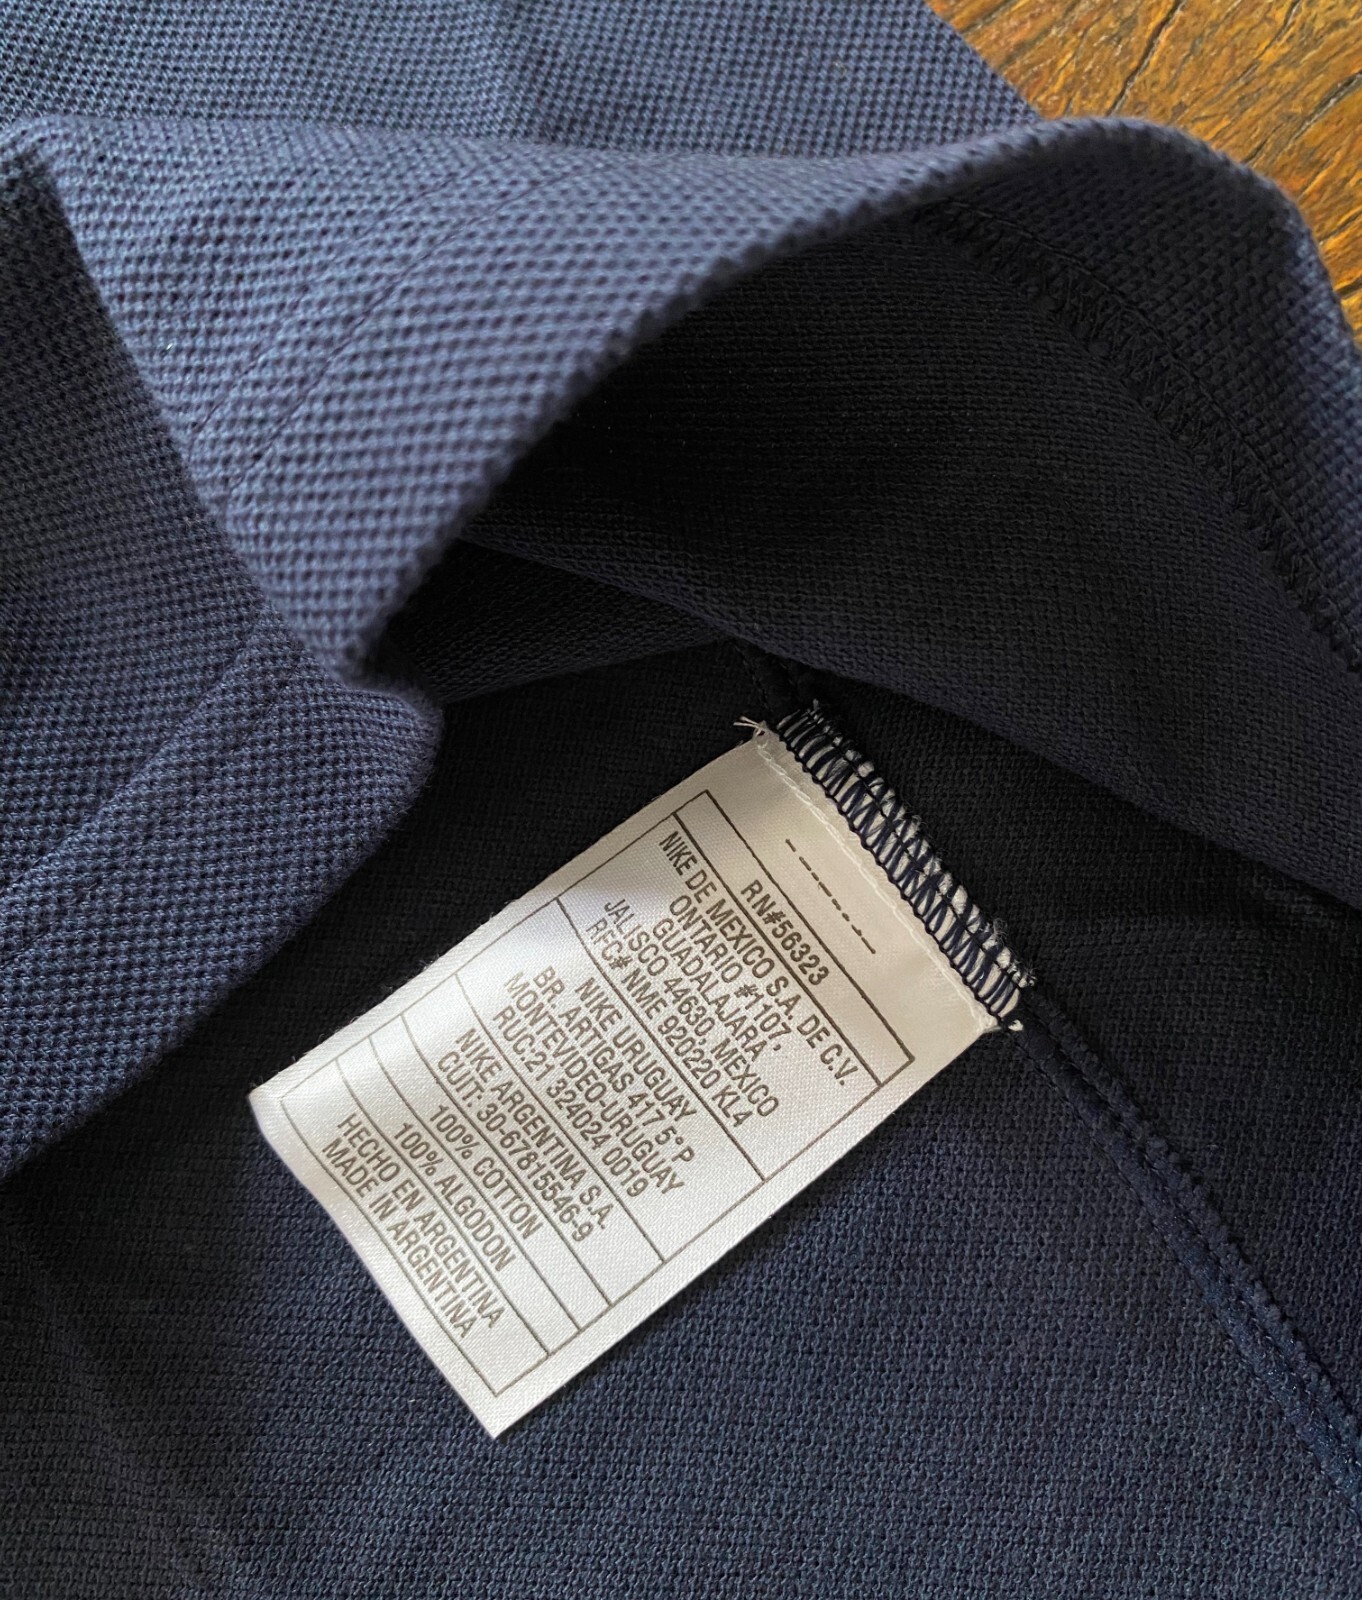 RN#56323
NIKE DE MEXICO S.A. DE C.V.
ONTARIO #1107,
GUADALAJARA
JALISCO 44630, MEXICO
RFC# NME 920220 KL4
NIKE URUGUAY
BR. ARTIGAS 417 5° P
MONTEVIDEO-URUGUAY
RUC:21 324024 0019
NIKE ARGENTINA S.A.
CUIT: 30-67815546-9
100% COTTON
100% ALGODON
HECHO EN ARGENTINA
MADE IN ARGENTINA